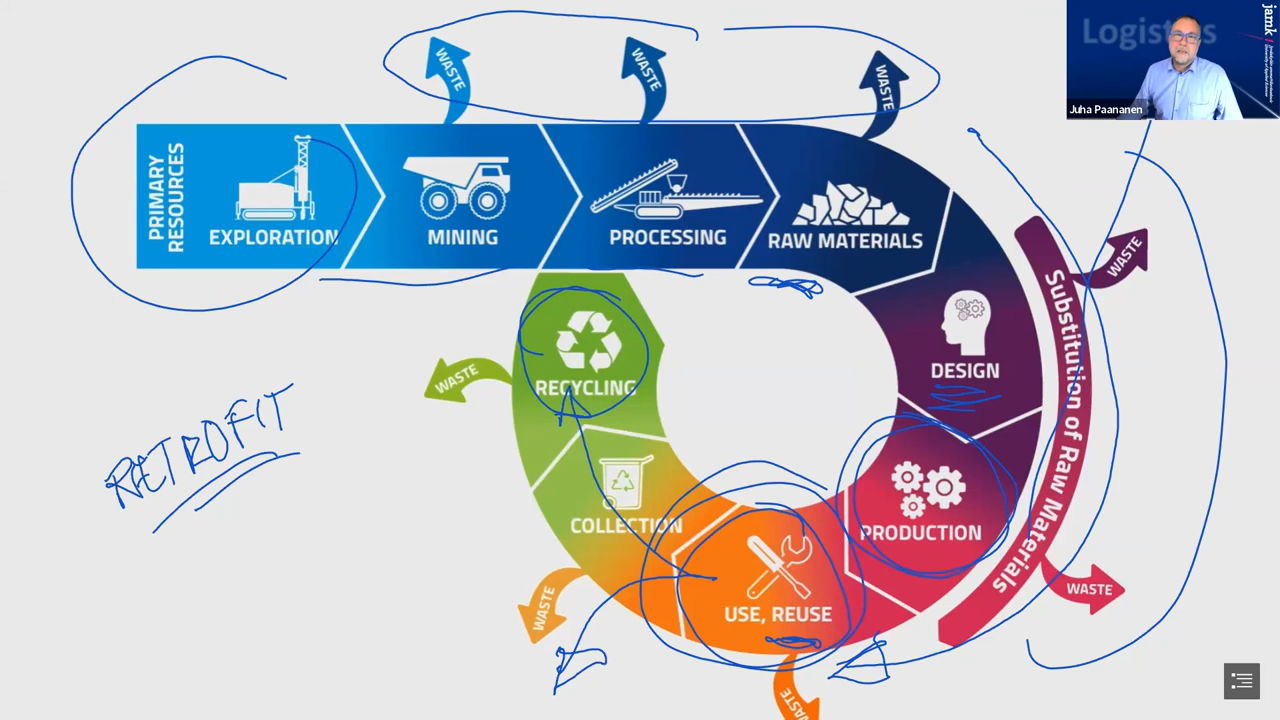 Logistics
jamk
Juha Paananen
WASTE
WASTE
WASTE
PRIMARY
RESOURCES
EXPLORATION
MINING
PROCESSING
RAW MATERIALS
WASTE
Substitution of Raw Materials
DESIGN
RECYCLING
WASTE
RETROFIT
PRODUCTION
COLLECTION
WASTE
USE, REUSE
WASTE
WASTE